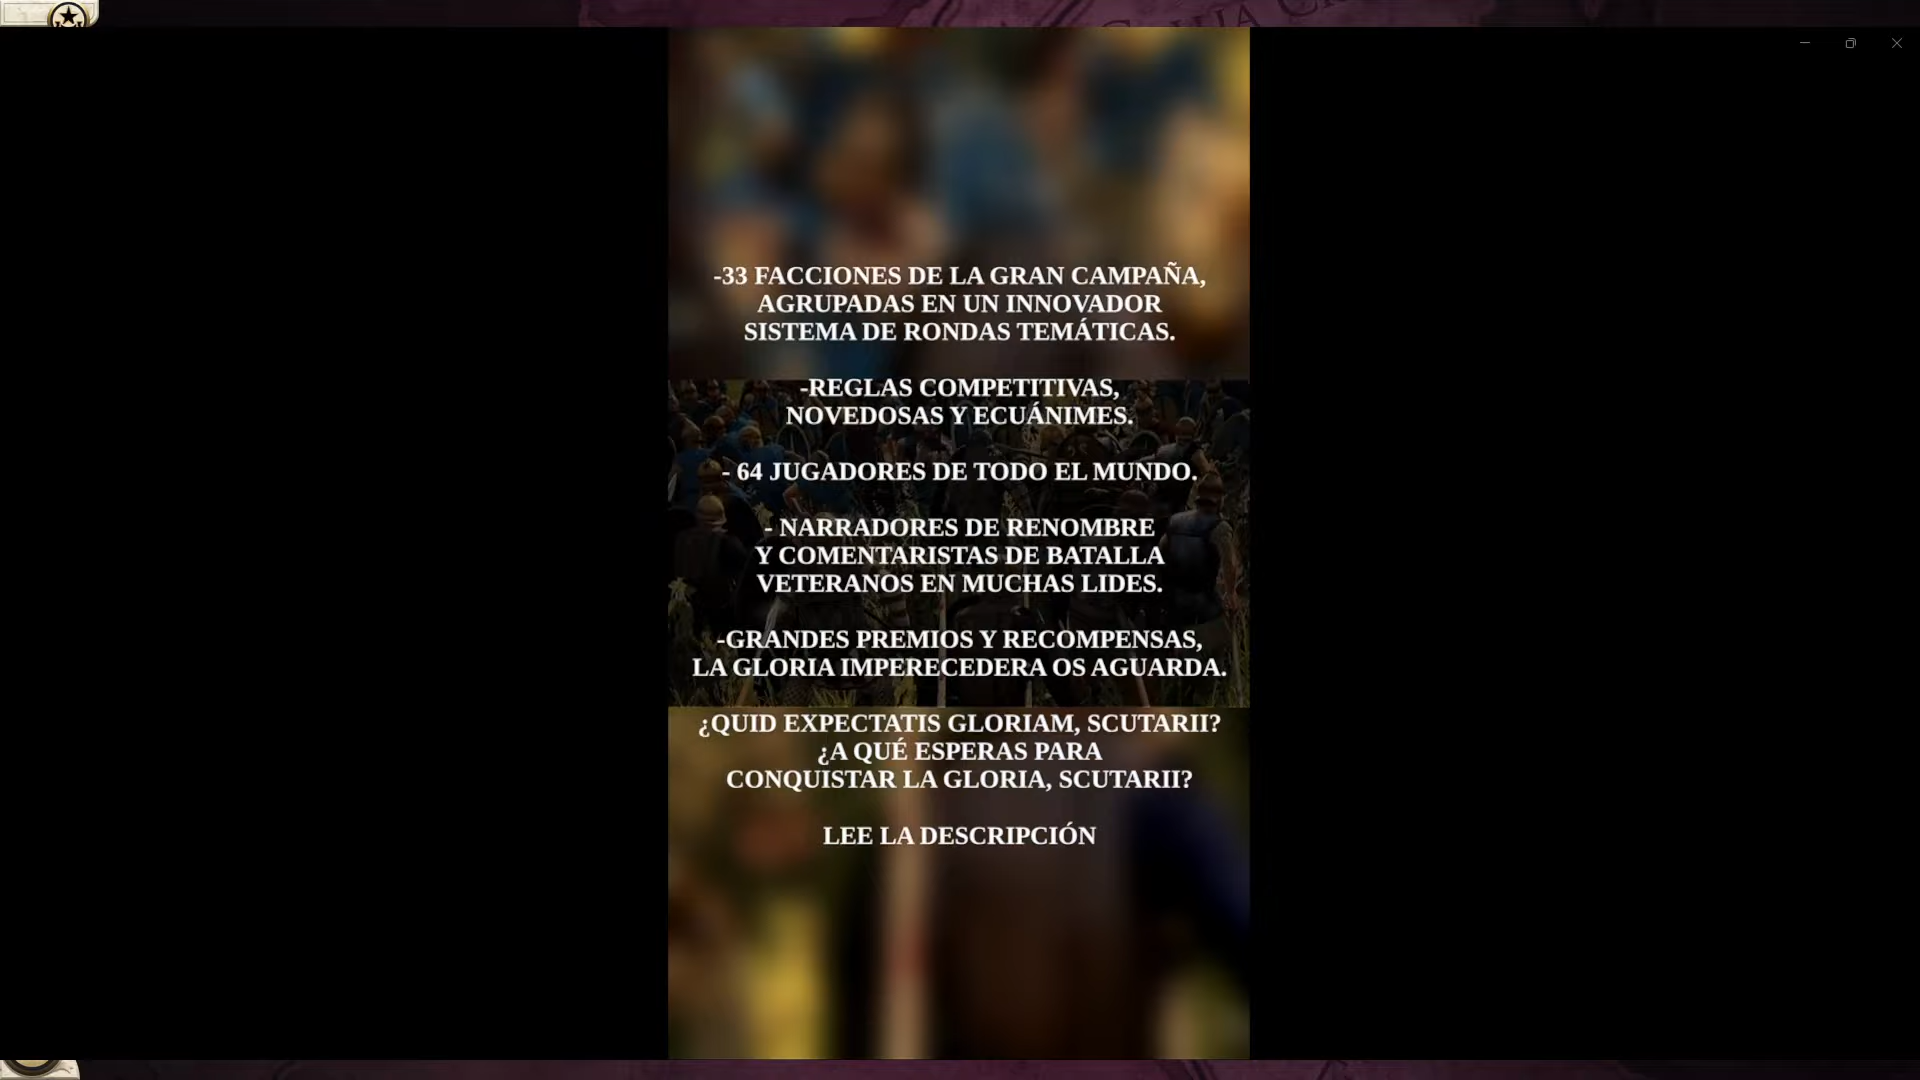 -33 FACCIONES DE LA GRAN CAMPAÑA,
AGRUPADAS EN UN INNOVADOR
SISTEMA DE RONDAS TEMÁTICAS.
-REGLAS COMPETITIVAS,
NOVEDOSAS Y ECUÁNIMES.
- 64 JUGADORES DE TODO EL MUNDO.
- NARRADORES DE RENOMBRE
Y COMENTARISTAS DE BATALLA
VETERANOS EN MUCHAS LIDES.
-GRANDES PREMIOS Y RECOMPENSAS,
LA GLORIA IMPERECEDERA OS AGUARDA.
¿QUID EXPECTATIS GLORIAM, SCUTARII?
¿A QUÉ ESPERAS PARA
CONQUISTAR LA GLORIA, SCUTARII?
LEE LA DESCRIPCIÓN